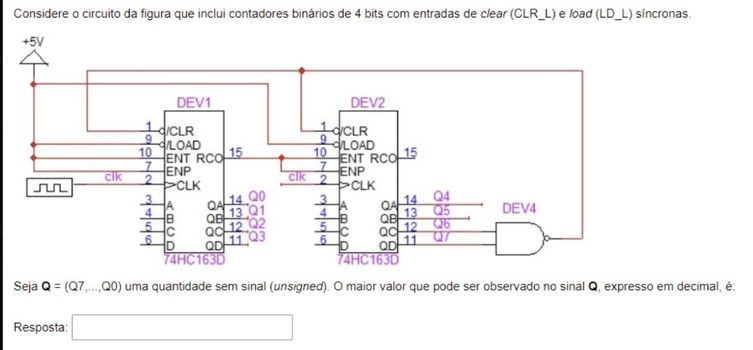 Considere o circuito da figura que inclui contadores binários de 4 bits com entradas de clear (CLR_L) e load (LD_L) síncronas.
+5V
DEV1
DEV2
1 /CLR
9 /LOAD
10 ENT RCO 15
7 ENP
clk 2 CLK
3 A QA 14 Q0
4 B QB 13 Q1
5 C QC 12 Q2
6 D QD 11 Q3
74HC163D
1 /CLR
9 /LOAD
10 ENT RCO 15
7 ENP
clk 2 CLK
3 A QA 14 Q4
4 B QB 13 Q5
5 C QC 12 Q6
6 D QD 11 Q7
74HC163D
DEV4
Seja Q = (Q7,...,Q0) uma quantidade sem sinal (unsigned). O maior valor que pode ser observado no sinal Q, expresso em decimal, é:
Resposta: